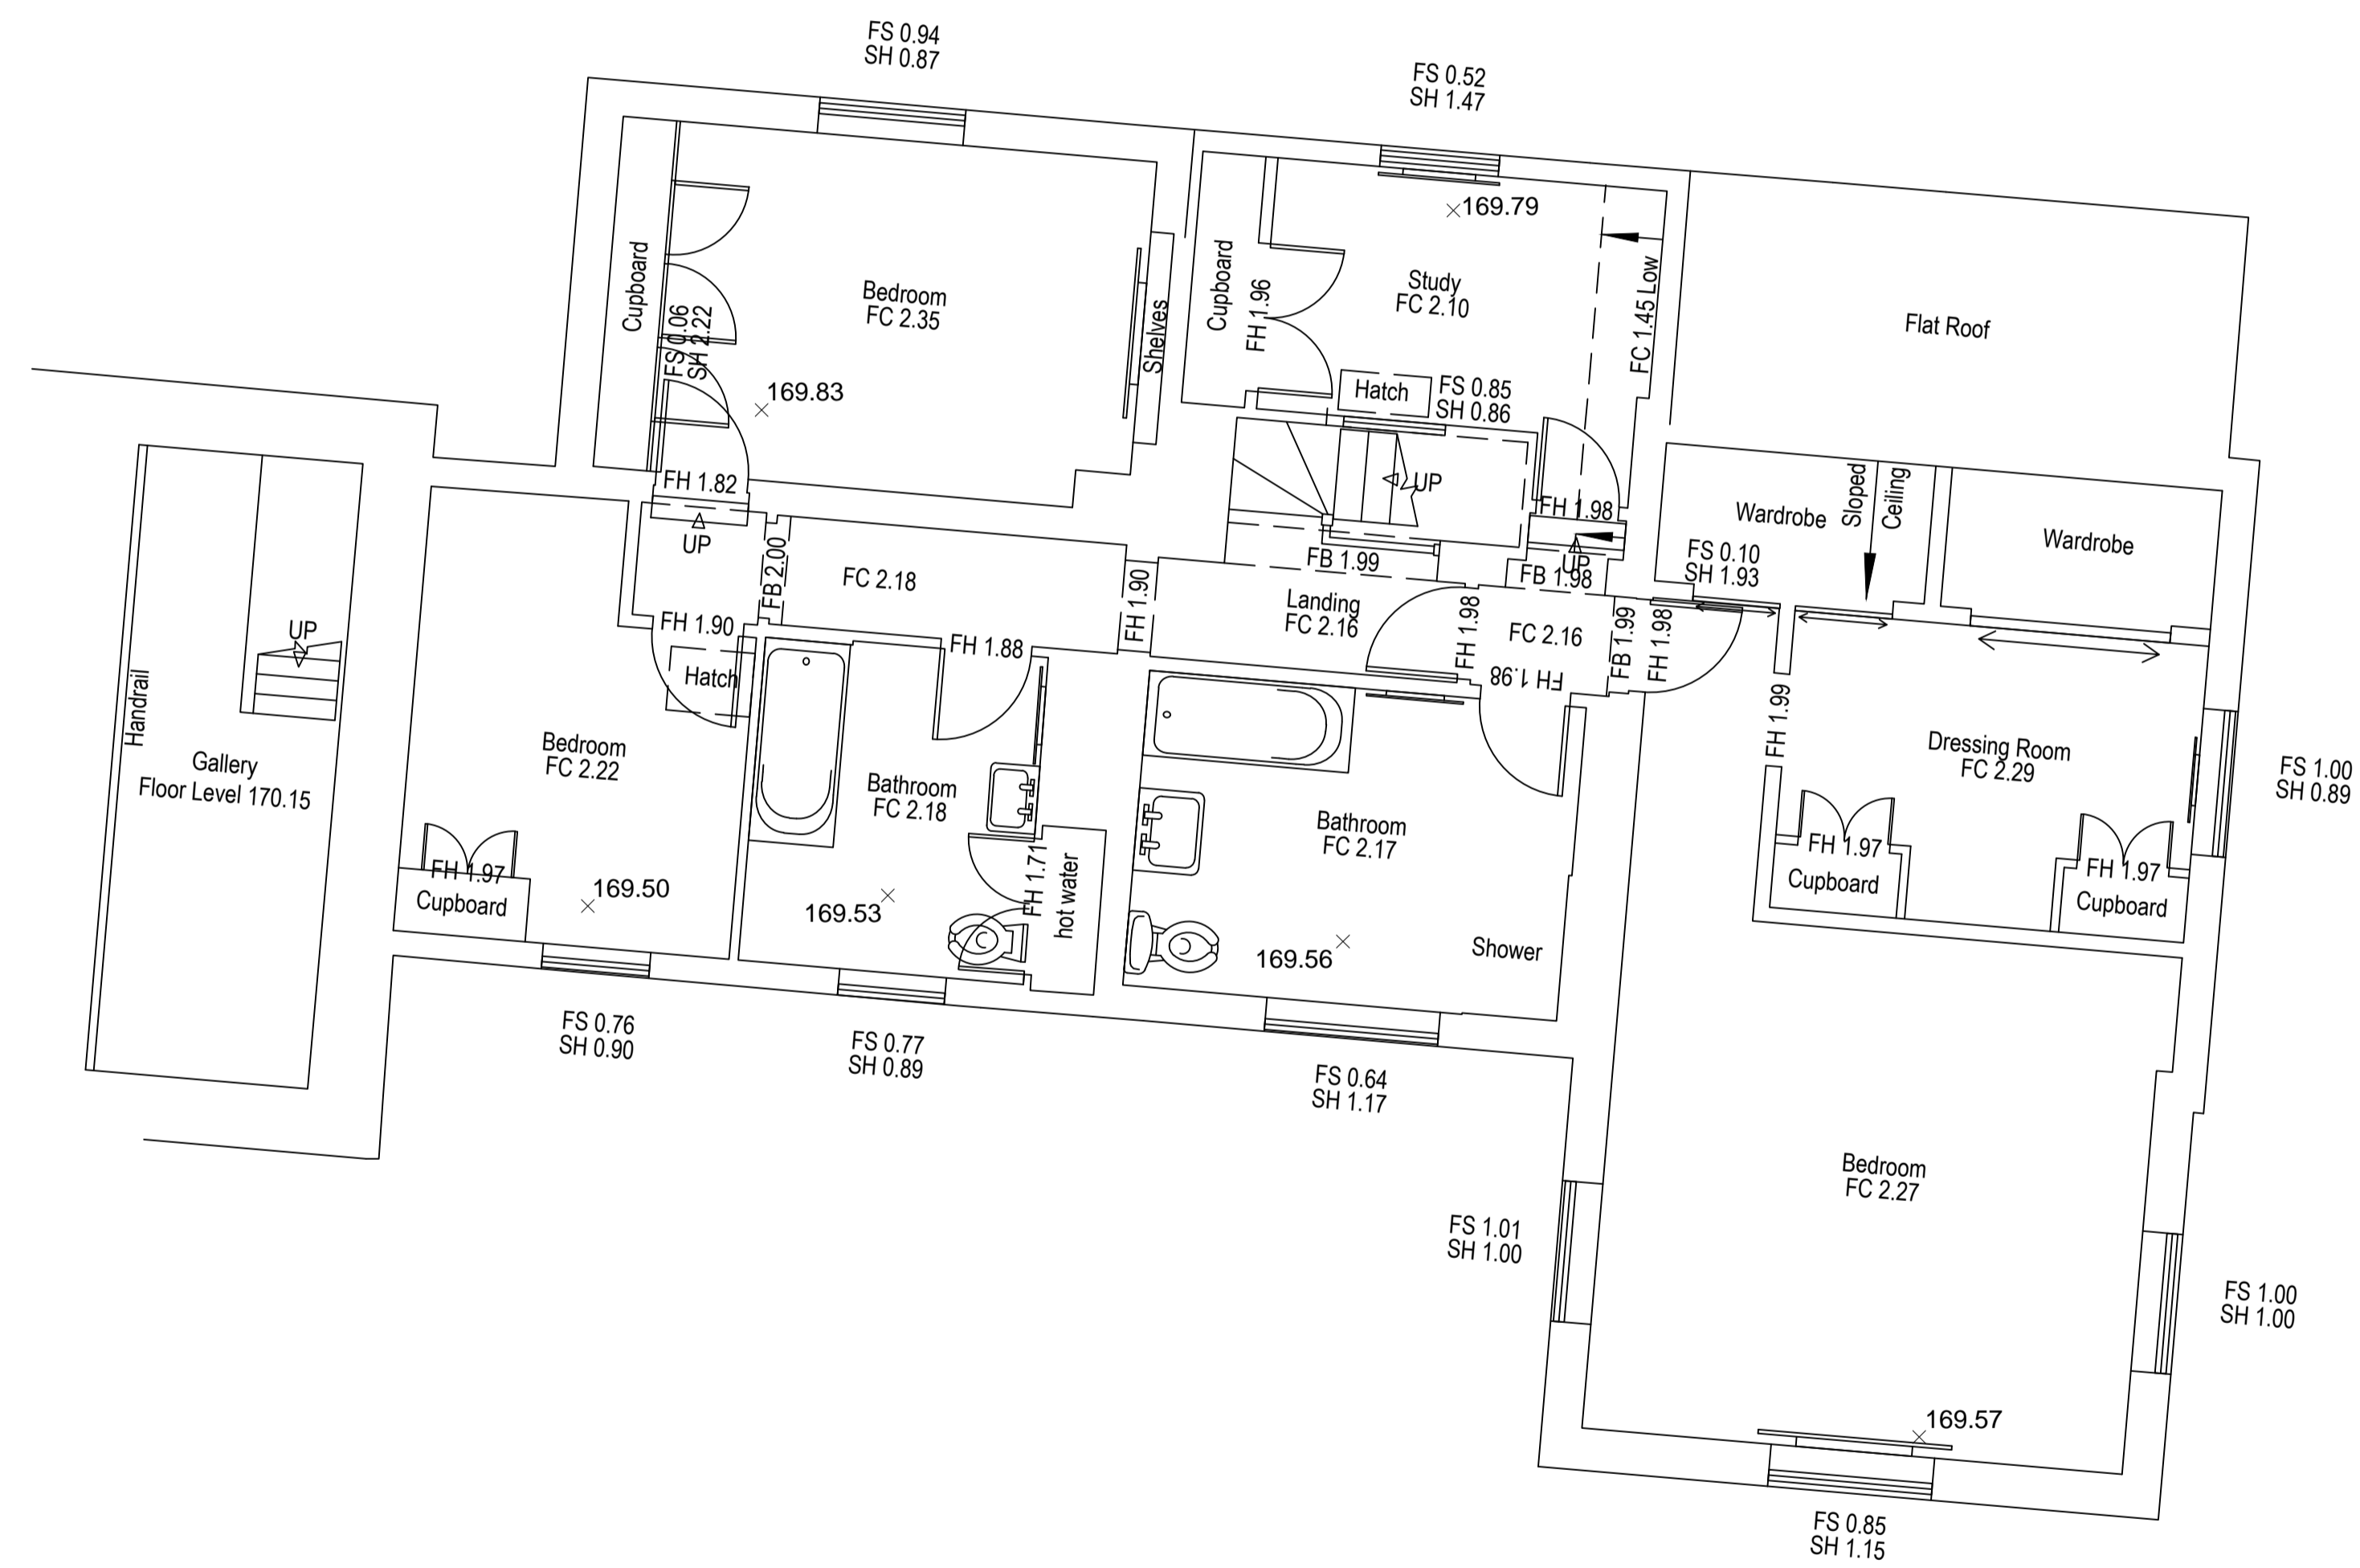 FS 0.94
SH 0.87
FS 0.52
SH 1.47
169.79
Cupboard
Bedroom
FC 2.35
FS 0.06
SH 2.22
169.83
Shelves
Cupboard
FH 1.96
Study
FC 2.10
FC 1.45 Low
Hatch
FS 0.85
SH 0.86
Flat Roof
FH 1.82
UP
UP
FH 1.98
UP
Wardrobe
Sloped
Ceiling
Wardrobe
FS 0.10
SH 1.93
FB 2.00
FC 2.18
FH 1.90
FB 1.99
FB 1.98
Landing
FC 2.16
FH 1.98
FC 2.16
FH 1.98
FB 1.99
FH 1.98
UP
Handrail
Gallery
Floor Level 170.15
FH 1.90
Hatch
FH 1.88
Bedroom
FC 2.22
FH 1.97
Cupboard
169.50
Bathroom
FC 2.18
169.53
FH 1.71
hot water
Bathroom
FC 2.17
169.56
Shower
FH 1.99
Dressing Room
FC 2.29
FH 1.97
Cupboard
FH 1.97
Cupboard
FS 1.00
SH 0.89
FS 0.76
SH 0.90
FS 0.77
SH 0.89
FS 0.64
SH 1.17
Bedroom
FC 2.27
FS 1.01
SH 1.00
FS 1.00
SH 1.00
169.57
FS 0.85
SH 1.15